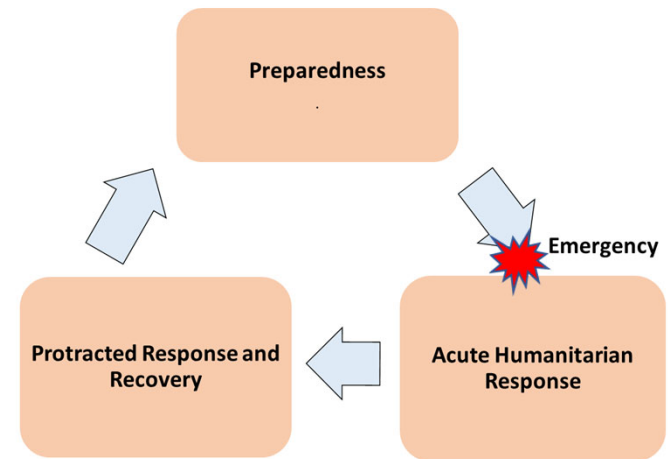 Preparedness
.
Emergency
Protracted Response and
Recovery
Acute Humanitarian
Response